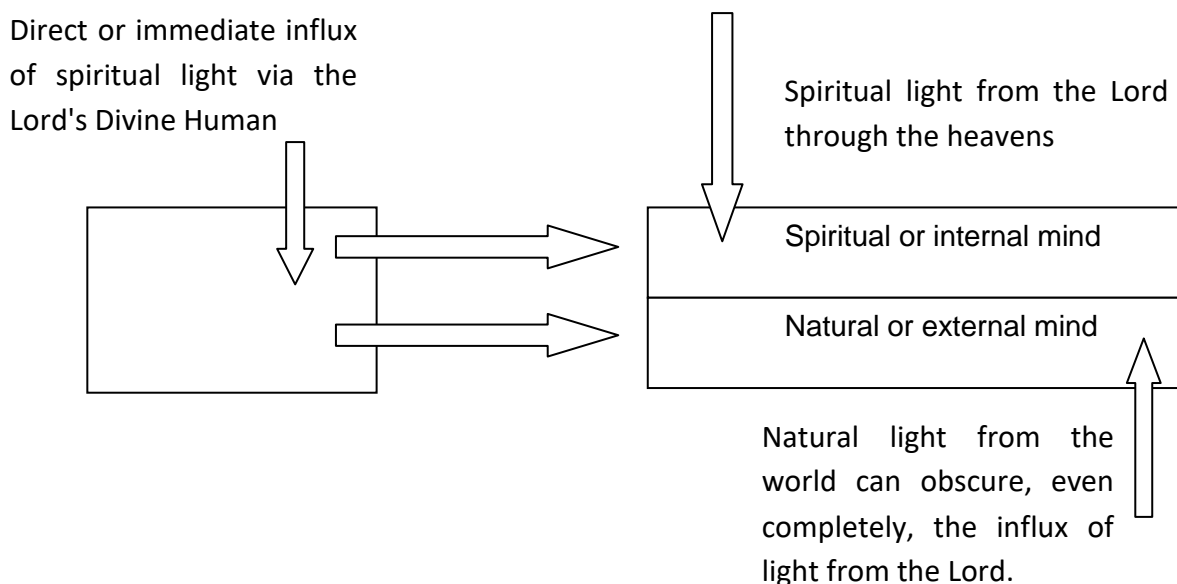 Direct or immediate influx
of spiritual light via the
Lord's Divine Human
Spiritual light from the Lord
through the heavens
Spiritual or internal mind
Natural or external mind
Natural light from the
world can obscure, even
completely, the influx of
light from the Lord.